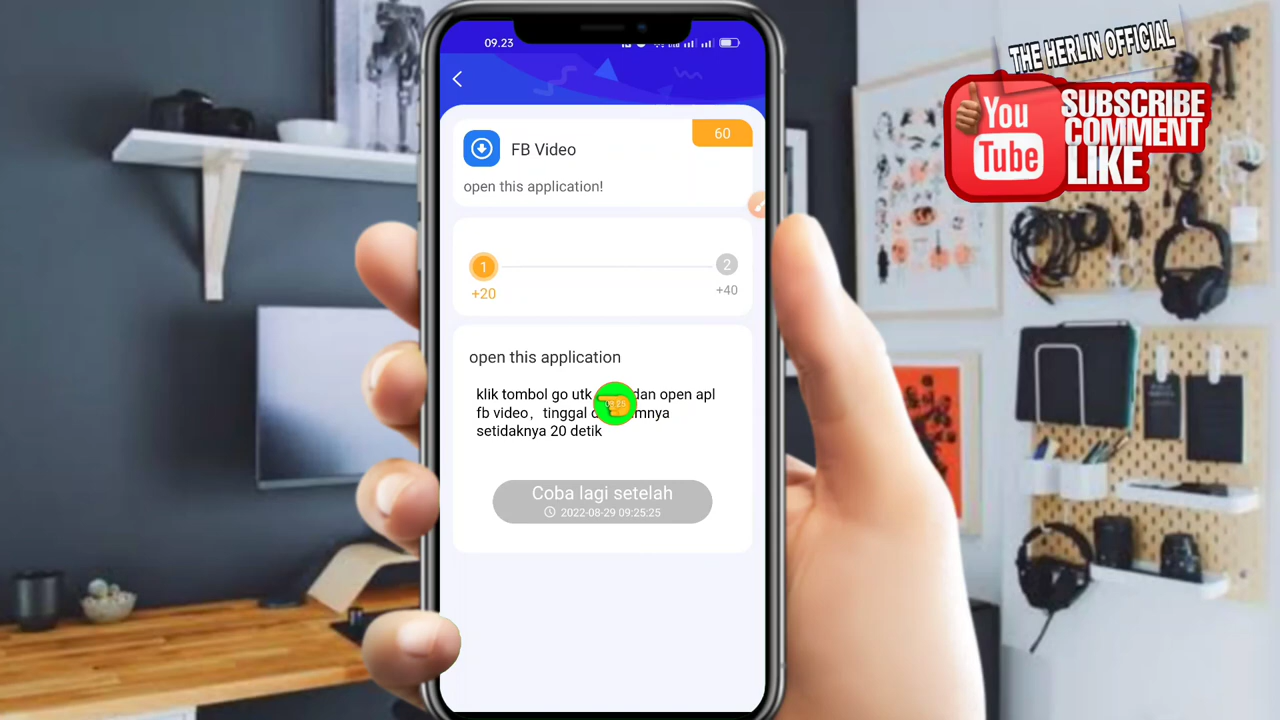 09.23
THE HERLIN OFFICIAL
You
Tube
SUBSCRIBE
COMMENT
LIKE
60
FB Video
open this application!
1
2
+20
+40
open this application
klik tombol go utk dan open apl
fb video, tinggal
setidaknya 20 detik
09.25
Coba lagi setelah
2022-08-29 09:25:25